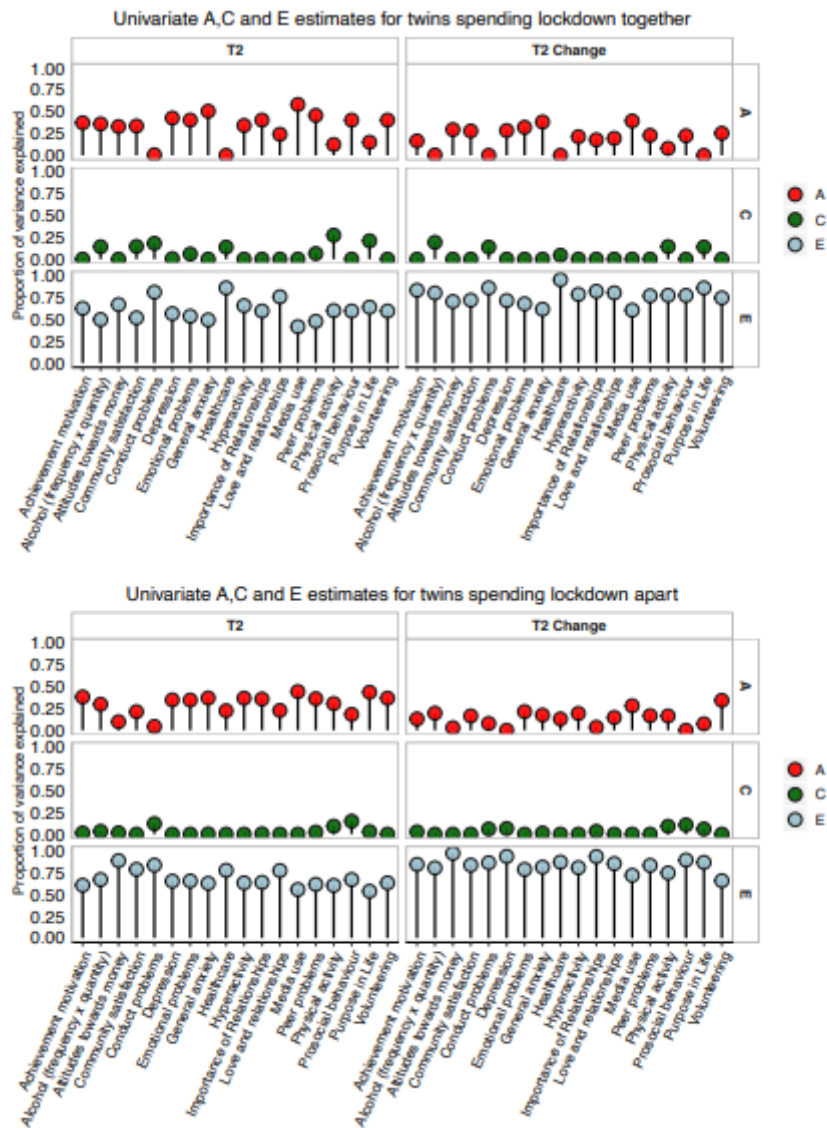 Univariate A,C and E estimates for twins spending lockdown together
T2
T2 Change
Proportion of variance explained
1.00
0.75
0.50
0.25
0.00
A
1.00
0.75
0.50
0.25
0.00
C
1.00
0.75
0.50
0.25
0.00
E
A
C
E
Achievement motivation
Alcohol (frequency x quantity)
Attitudes towards money
Community satisfaction
Conduct problems
Depression
Emotional problems
General anxiety
Healthcare
Hyperactivity
Importance of Relationships
Love and relationships
Media use
Peer problems
Physical activity
Prosocial behaviour
Purpose in Life
Volunteering
Achievement motivation
Alcohol (frequency x quantity)
Attitudes towards money
Community satisfaction
Conduct problems
Depression
Emotional problems
General anxiety
Healthcare
Hyperactivity
Importance of Relationships
Love and relationships
Media use
Peer problems
Physical activity
Prosocial behaviour
Purpose in Life
Volunteering
Univariate A,C and E estimates for twins spending lockdown apart
T2
T2 Change
Proportion of variance explained
1.00
0.75
0.50
0.25
0.00
A
1.00
0.75
0.50
0.25
0.00
C
1.00
0.75
0.50
0.25
0.00
E
A
C
E
Achievement motivation
Alcohol (frequency x quantity)
Attitudes towards money
Community satisfaction
Conduct problems
Depression
Emotional problems
General anxiety
Healthcare
Hyperactivity
Importance of Relationships
Love and relationships
Media use
Peer problems
Physical activity
Prosocial behaviour
Purpose in Life
Volunteering
Achievement motivation
Alcohol (frequency x quantity)
Attitudes towards money
Community satisfaction
Conduct problems
Depression
Emotional problems
General anxiety
Healthcare
Hyperactivity
Importance of Relationships
Love and relationships
Media use
Peer problems
Physical activity
Prosocial behaviour
Purpose in Life
Volunteering